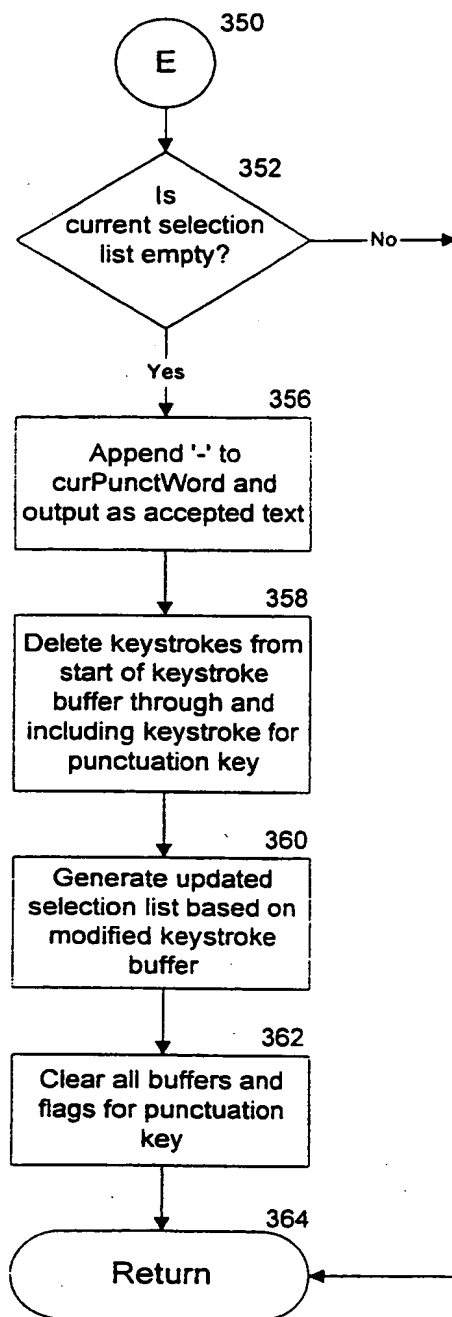 350
E
352
Is
current selection
list empty?
No
Yes
356
Append '-' to
curPunctWord and
output as accepted text
358
Delete keystrokes from
start of keystroke
buffer through and
including keystroke for
punctuation key
360
Generate updated
selection list based on
modified keystroke
buffer
362
Clear all buffers and
flags for punctuation
key
364
Return